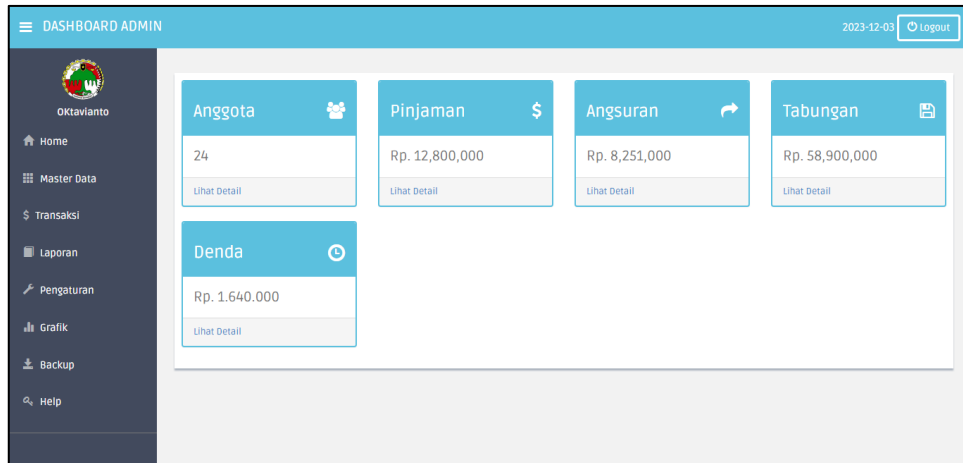 DASHBOARD ADMIN
2023-12-03 Logout
OKtavianto
Home
Master Data
Transaksi
Laporan
Pengaturan
Grafik
Backup
Help
Anggota
24
Lihat Detail
Pinjaman
Rp. 12,800,000
Lihat Detail
Angsuran
Rp. 8,251,000
Lihat Detail
Tabungan
Rp. 58,900,000
Lihat Detail
Denda
Rp. 1.640.000
Lihat Detail